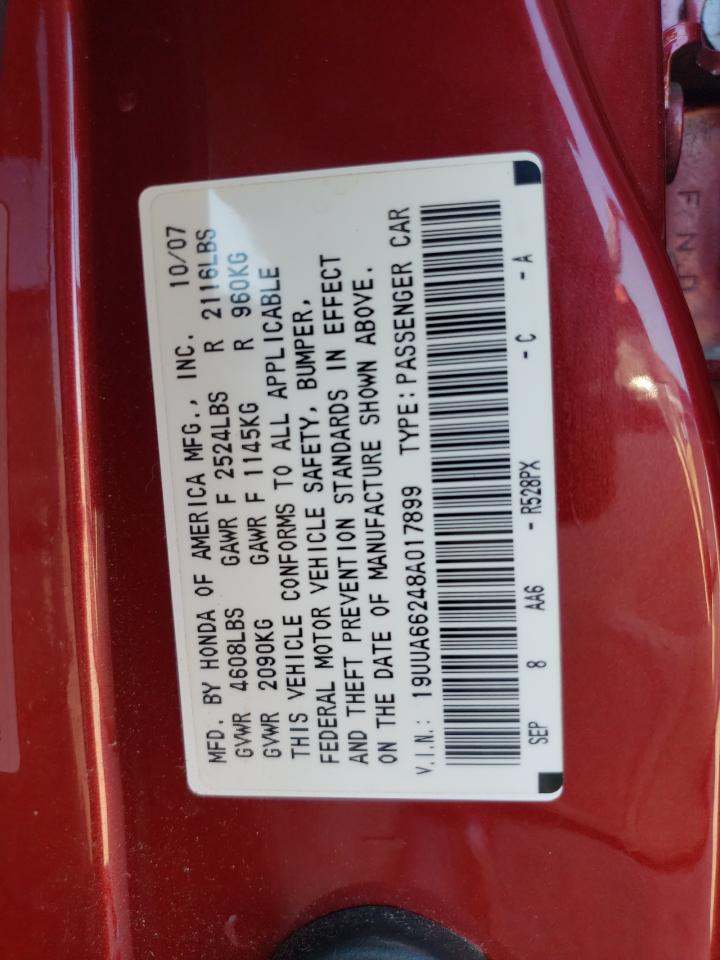 MFD. BY HONDA OF AMERICA MFG., INC. 10/07
GVWR 4608LBS GAWR F 2524LBS R 2116LBS
GVWR 2090KG GAWR F 1145KG R 960KG
THIS VEHICLE CONFORMS TO ALL APPLICABLE
FEDERAL MOTOR VEHICLE SAFETY, BUMPER,
AND THEFT PREVENTION STANDARDS IN EFFECT
ON THE DATE OF MANUFACTURE SHOWN ABOVE.
V.I.N.: 19UUA66248A017899 TYPE:PASSENGER CAR
SEP 8 AA6 - R528PX - C - A